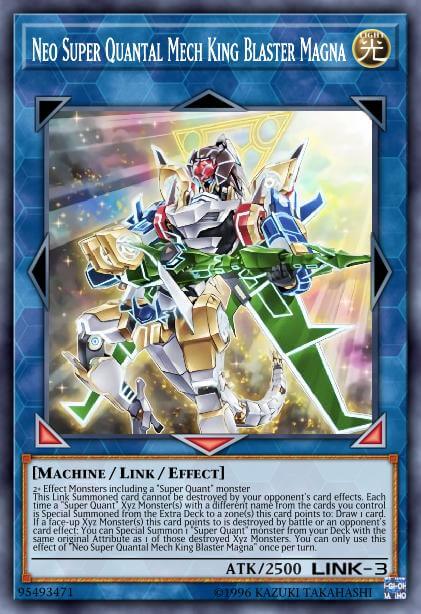 NEO SUPER QUANTAL MECH KING BLASTER MAGNA
LIGHT
光
[MACHINE / LINK / EFFECT]
2+ Effect Monsters including a "Super Quant" monster
This Link Summoned card cannot be destroyed by your opponent's card effects. Each
time a "Super Quant" Xyz Monster(s) with a different name from the cards you control
is Special Summoned from the Extra Deck to a zone(s) this card points to: Draw 1 card.
If a face-up Xyz Monster(s) this card points to is destroyed by battle or an opponent's
card effect: You can Special Summon 1 "Super Quant" monster from your Deck with the
same original Attribute as 1 of those destroyed Xyz Monsters. You can only use this
effect of "Neo Super Quantal Mech King Blaster Magna" once per turn.
ATK/2500 LINK-3
95493471
©1996 KAZUKI TAKAHASHI